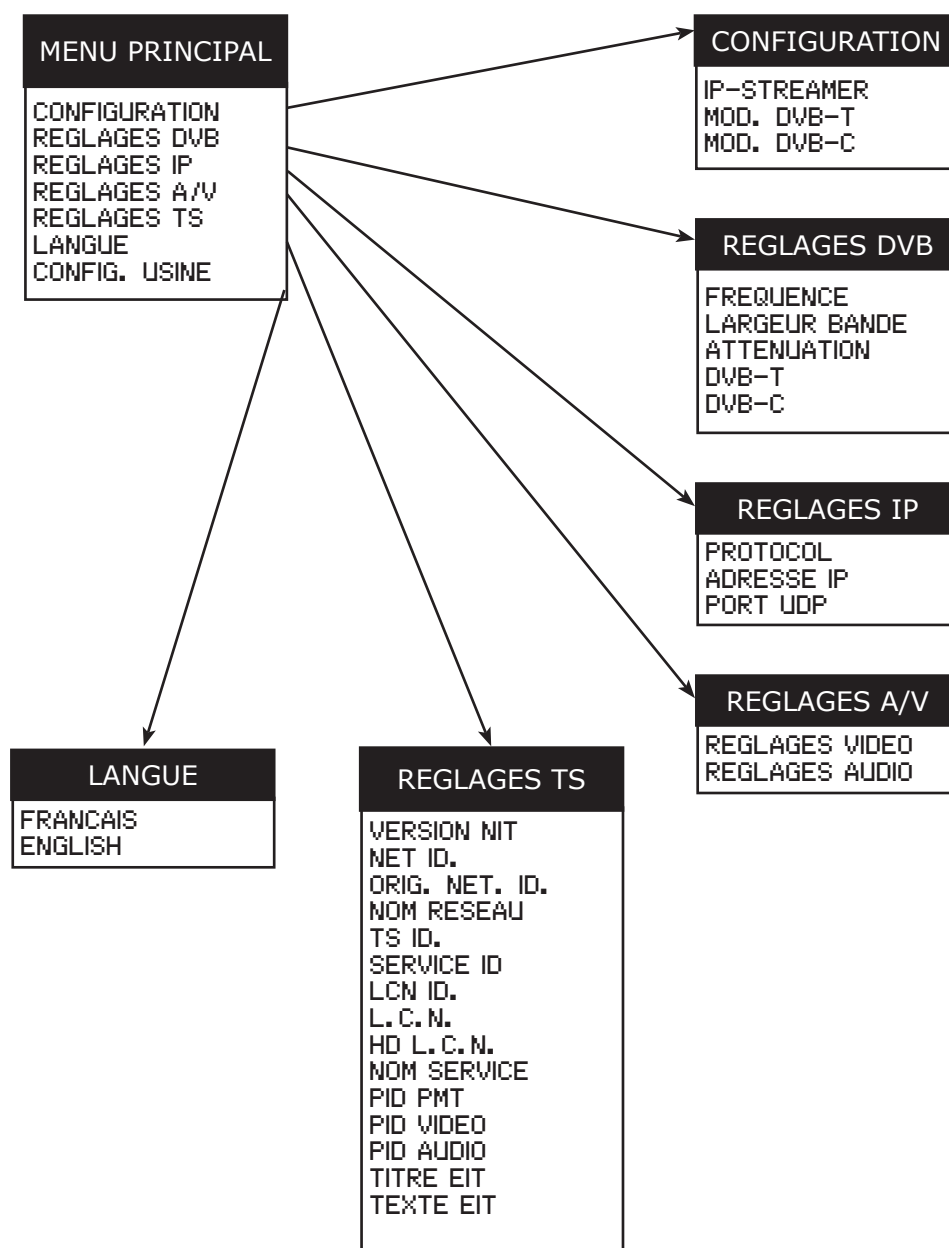 MENU PRINCIPAL
CONFIGURATION
REGLAGES DVB
REGLAGES IP
REGLAGES A/V
REGLAGES TS
LANGUE
CONFIG. USINE
CONFIGURATION
IP-STREAMER
MOD. DVB-T
MOD. DVB-C
REGLAGES DVB
FREQUENCE
LARGEUR BANDE
ATTENUATION
DVB-T
DVB-C
REGLAGES IP
PROTOCOL
ADRESSE IP
PORT UDP
REGLAGES A/V
REGLAGES VIDEO
REGLAGES AUDIO
LANGUE
FRANCAIS
ENGLISH
REGLAGES TS
VERSION NIT
NET ID.
ORIG. NET. ID.
NOM RESEAU
TS ID.
SERVICE ID
LCN ID.
L.C.N.
HD L.C.N.
NOM SERVICE
PID PMT
PID VIDEO
PID AUDIO
TITRE EIT
TEXTE EIT